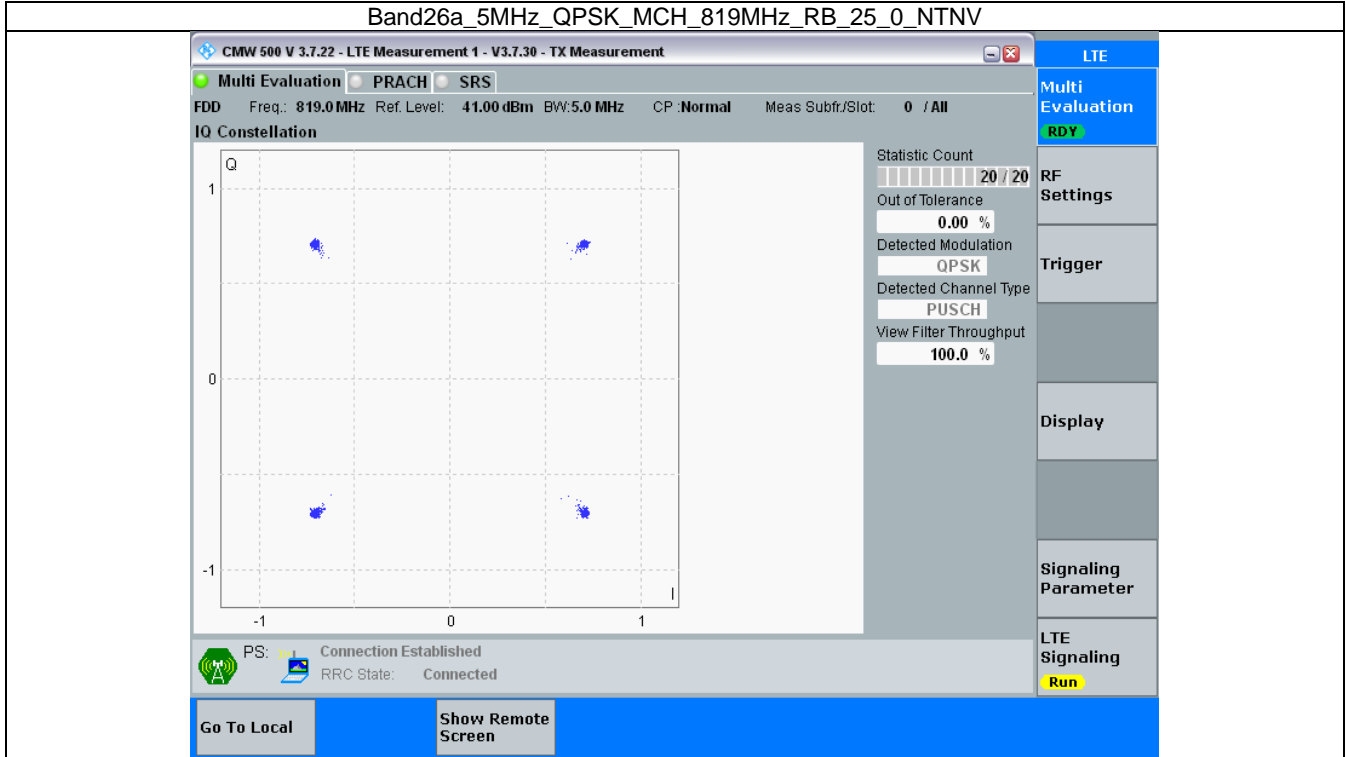 Band26a_5MHz_QPSK_MCH_819MHz_RB_25_0_NTNV
CMW 500 V 3.7.22 - LTE Measurement 1 - V3.7.30 - TX Measurement
LTE
Multi Evaluation PRACH SRS
FDD Freq.: 819.0 MHz Ref. Level: 41.00 dBm BW:5.0 MHz CP :Normal Meas Subfr./Slot: 0 / All
IQ Constellation
Q
1
0
-1
-1 0 1
I
Statistic Count
20 / 20
Out of Tolerance
0.00 %
Detected Modulation
QPSK
Detected Channel Type
PUSCH
View Filter Throughput
100.0 %
Multi
Evaluation
RDY
RF
Settings
Trigger
Display
Signaling
Parameter
LTE
Signaling
Run
PS: Connection Established
RRC State: Connected
Go To Local
Show Remote
Screen